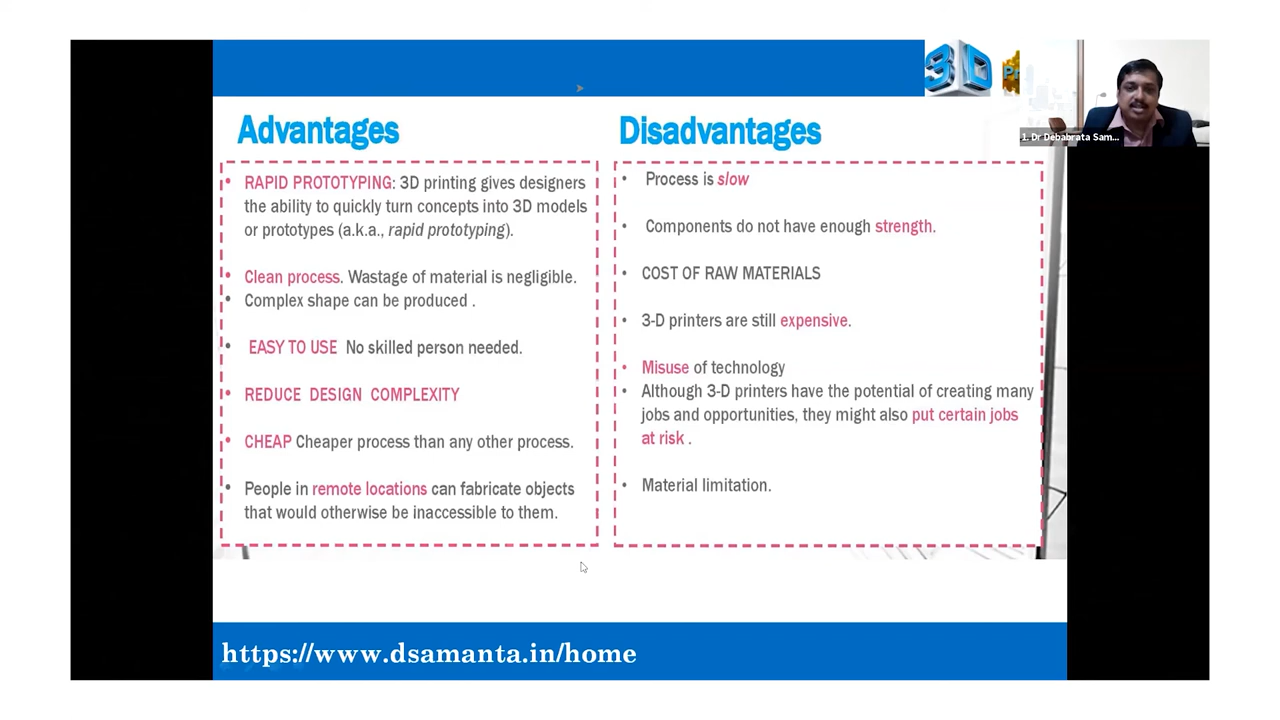 3D Pr
1. Dr Debabrata Sam...
Advantages
• RAPID PROTOTYPING: 3D printing gives designers
the ability to quickly turn concepts into 3D models
or prototypes (a.k.a., rapid prototyping).
• Clean process. Wastage of material is negligible.
• Complex shape can be produced .
• EASY TO USE No skilled person needed.
• REDUCE DESIGN COMPLEXITY
• CHEAP Cheaper process than any other process.
• People in remote locations can fabricate objects
that would otherwise be inaccessible to them.
Disadvantages
• Process is slow
• Components do not have enough strength.
• COST OF RAW MATERIALS
• 3-D printers are still expensive.
• Misuse of technology
• Although 3-D printers have the potential of creating many
jobs and opportunities, they might also put certain jobs
at risk .
• Material limitation.
https://www.dsamanta.in/home